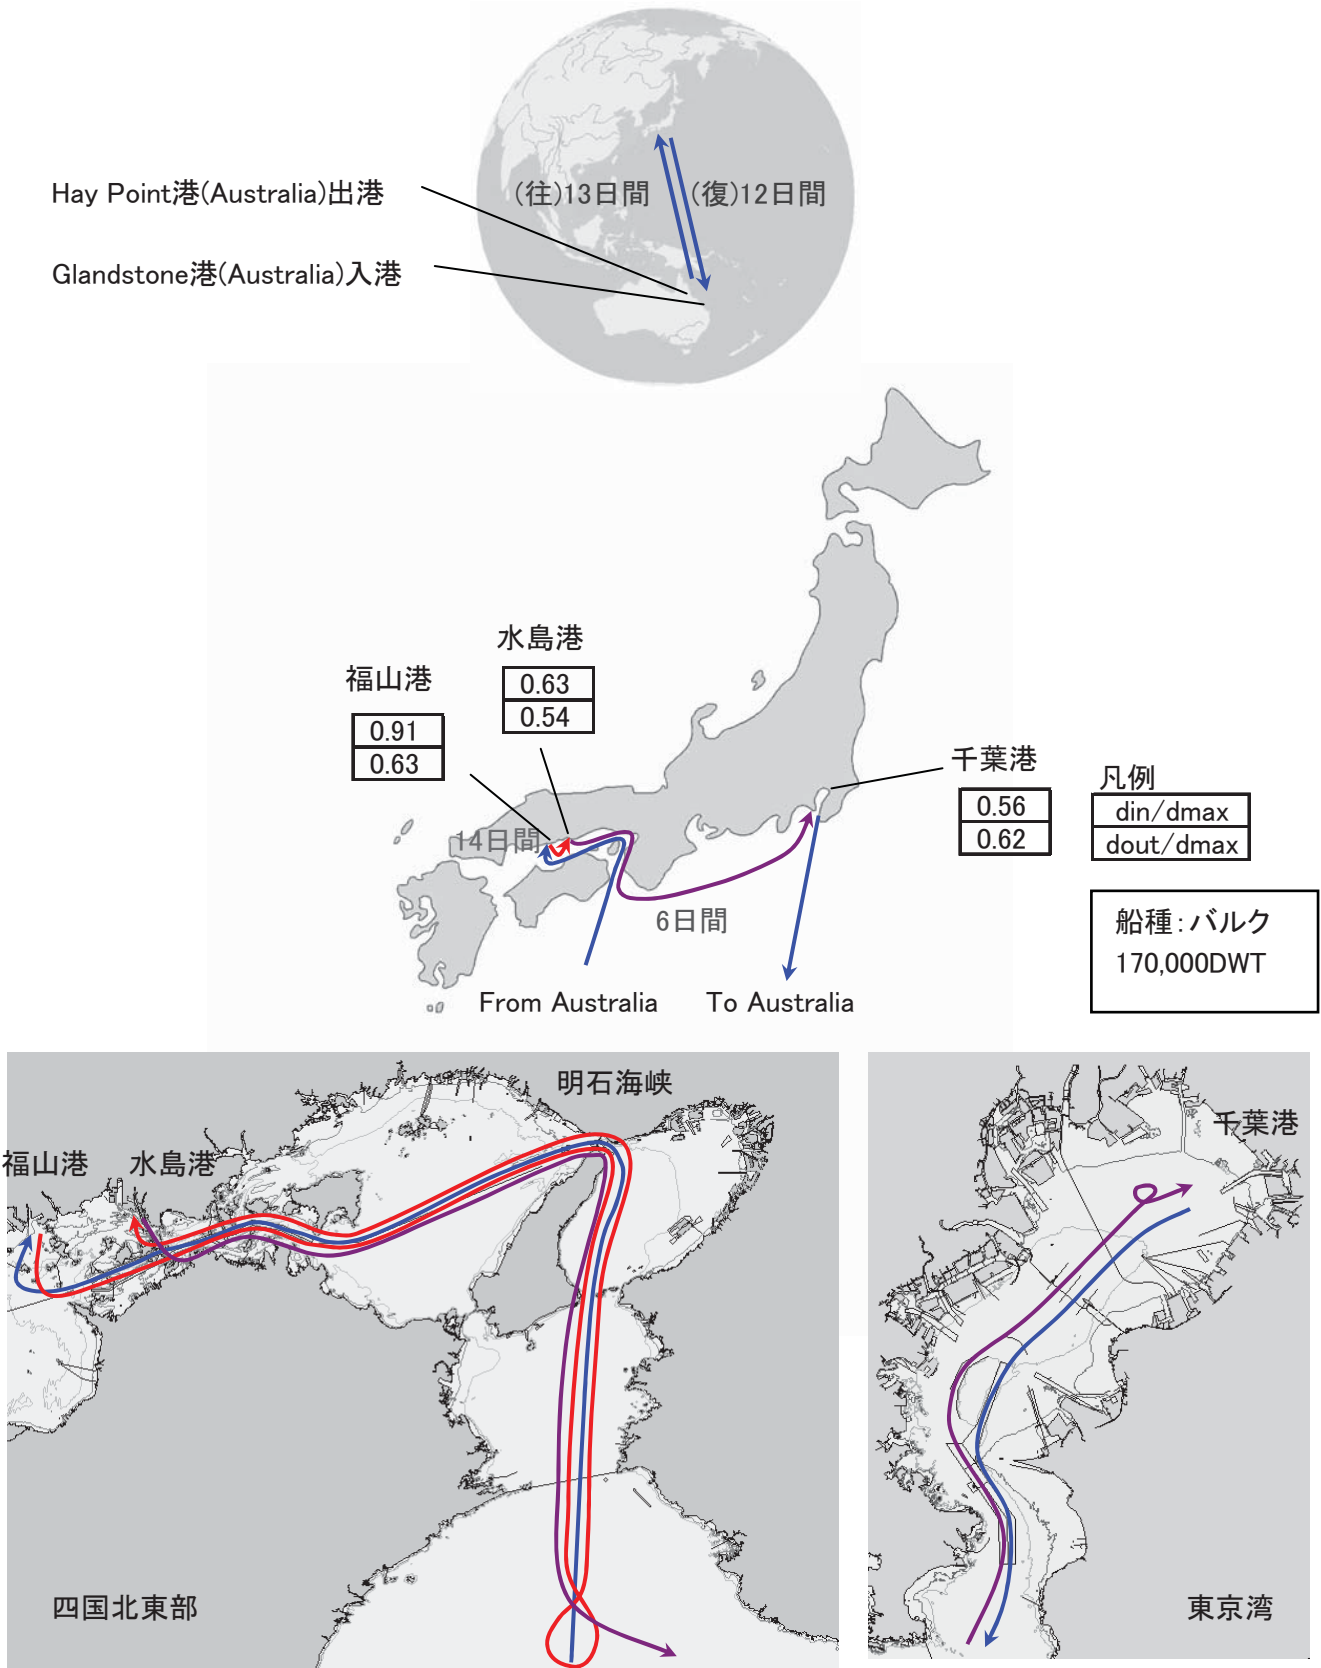 (往)13日間
(復)12日間
Hay Point港(Australia)出港
Glandstone港(Australia)入港
水島港
0.63
0.54
福山港
0.91
0.63
千葉港
0.56
0.62
凡例
din/dmax
dout/dmax
14日間
6日間
船種:バルク
170,000DWT
From Australia
To Australia
明石海峡
福山港
水島港
四国北東部
千葉港
東京湾